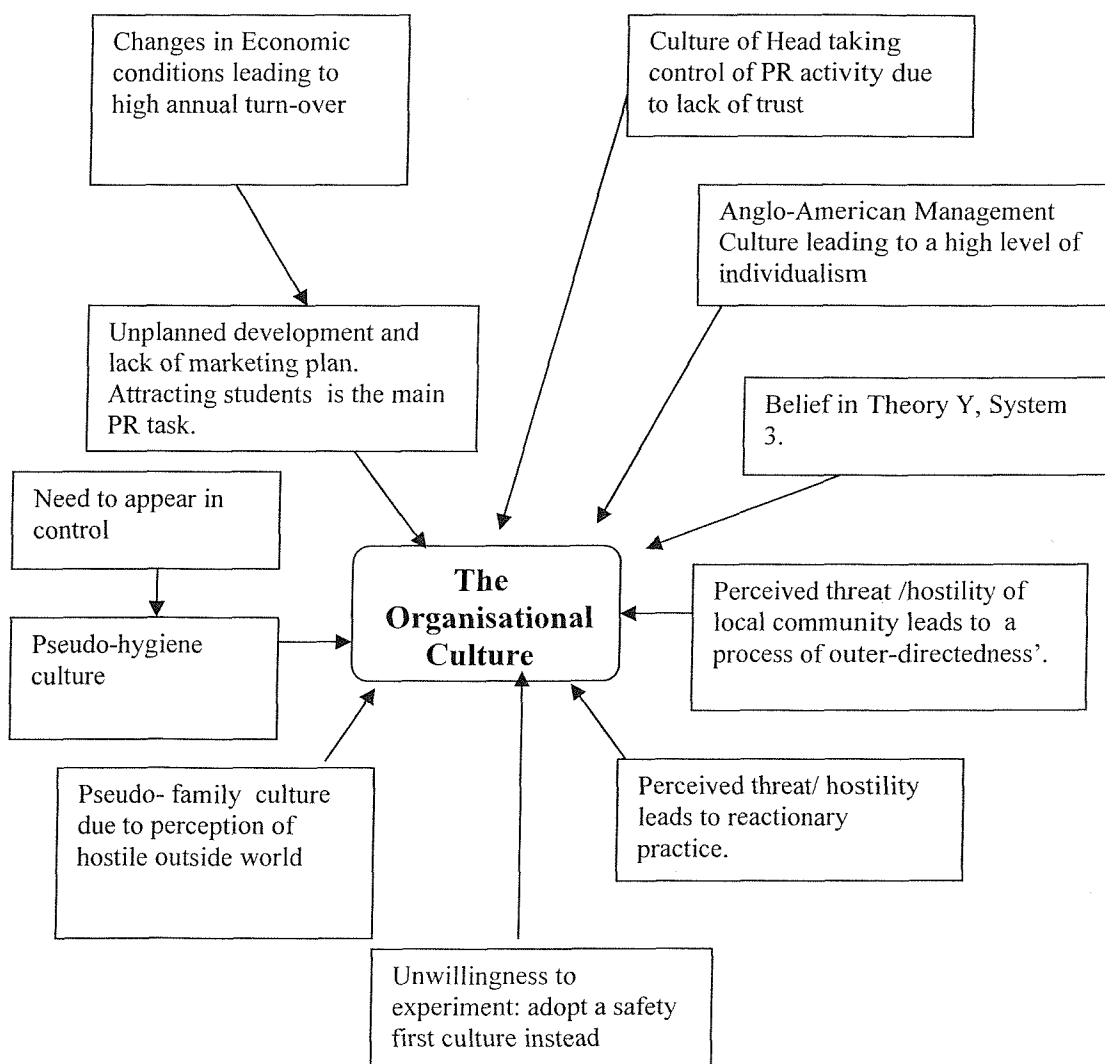 Changes in Economic
conditions leading to
high annual turn-over
Culture of Head taking
control of PR activity due
to lack of trust
Anglo-American Management
Culture leading to a high level of
individualism
Unplanned development and
lack of marketing plan.
Attracting students is the main
PR task.
Belief in Theory Y, System
3.
Need to appear in
control
The
Organisational
Culture
Perceived threat /hostility of
local community leads to a
process of outer-directedness’.
Pseudo-hygiene
culture
Pseudo- family culture
due to perception of
hostile outside world
Perceived threat/ hostility
leads to reactionary
practice.
Unwillingness to
experiment: adopt a safety
first culture instead